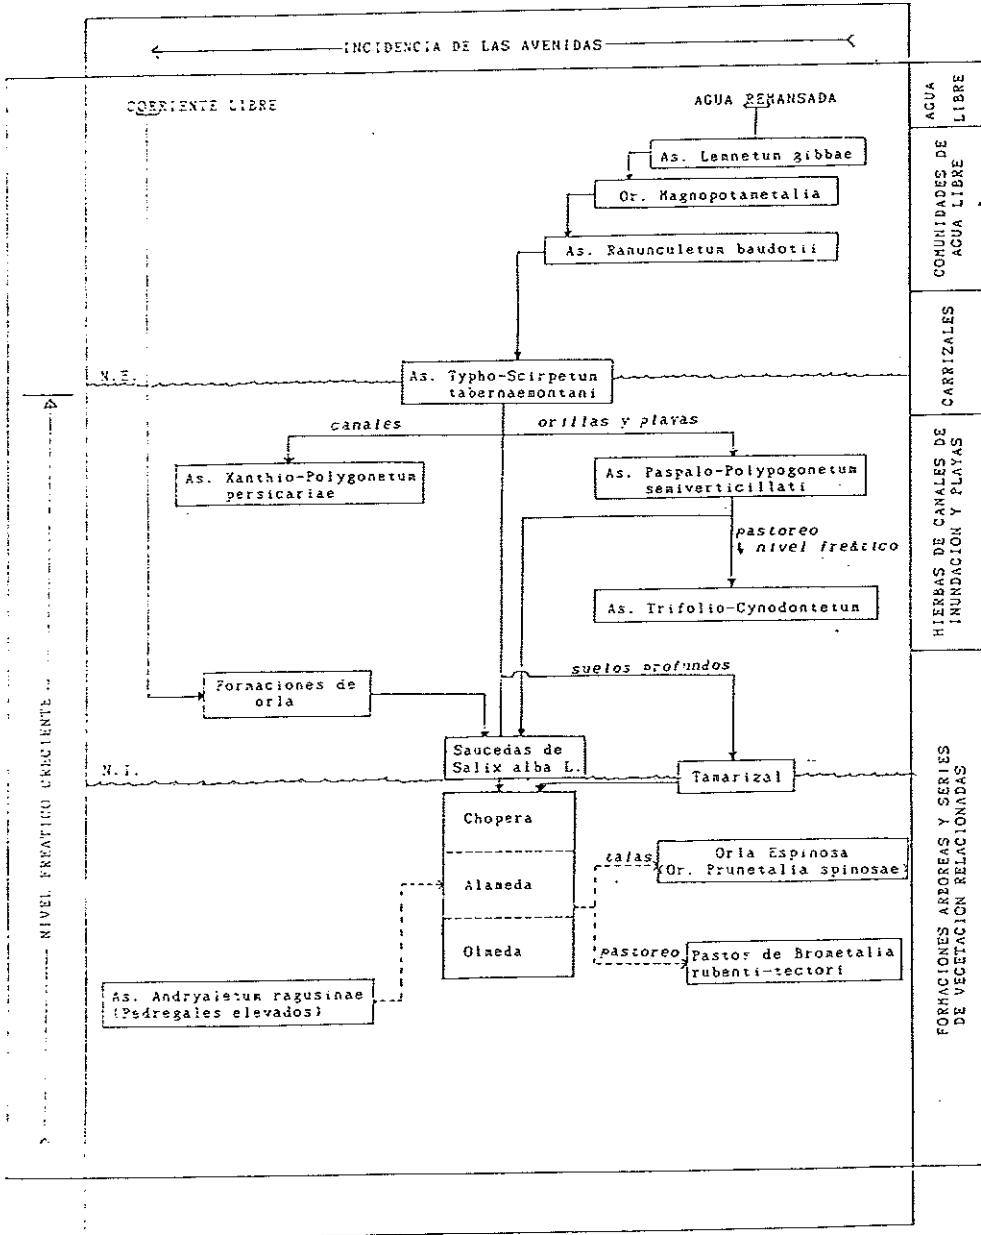 INCIDENCIA DE LAS AVENIDAS
CORRIENTE LIBRE
AGUA REMANSADA
AGUA
LIBRE
As. Lemnetum gibbae
Or. Magnopotametalia
As. Ranunculetum baudotii
COMUNIDADES DE
AGUA LIBRE
N.E.
As. Typho-Scirpetum
tabernaemontani
CARRIZALES
canales
orillas y playas
As. Xanthio-Polygonetum
persicariae
As. Paspalo-Polypogonetum
semiverticillati
pastoreo
↓ nivel freático
As. Trifolio-Cynodontetum
HIERBAS DE CANALES DE
INUNDACION Y PLAYAS
suelos profundos
Formaciones de
orla
Saucedas de
Salix alba L.
Tamarizal
N.I.
Chopera
Alameda
Olmeda
talas
Orla Espinosa
Or. Prunetalia spinosae
pastoreo
Pastos de Brometalia
rubenti-tectori
As. Andryaletum ragusinae
(Pedregales elevados)
FORMACIONES ARBOREAS Y SERIES
DE VEGETACION RELACIONADAS
NIVEL FREATICO CRECIENTE